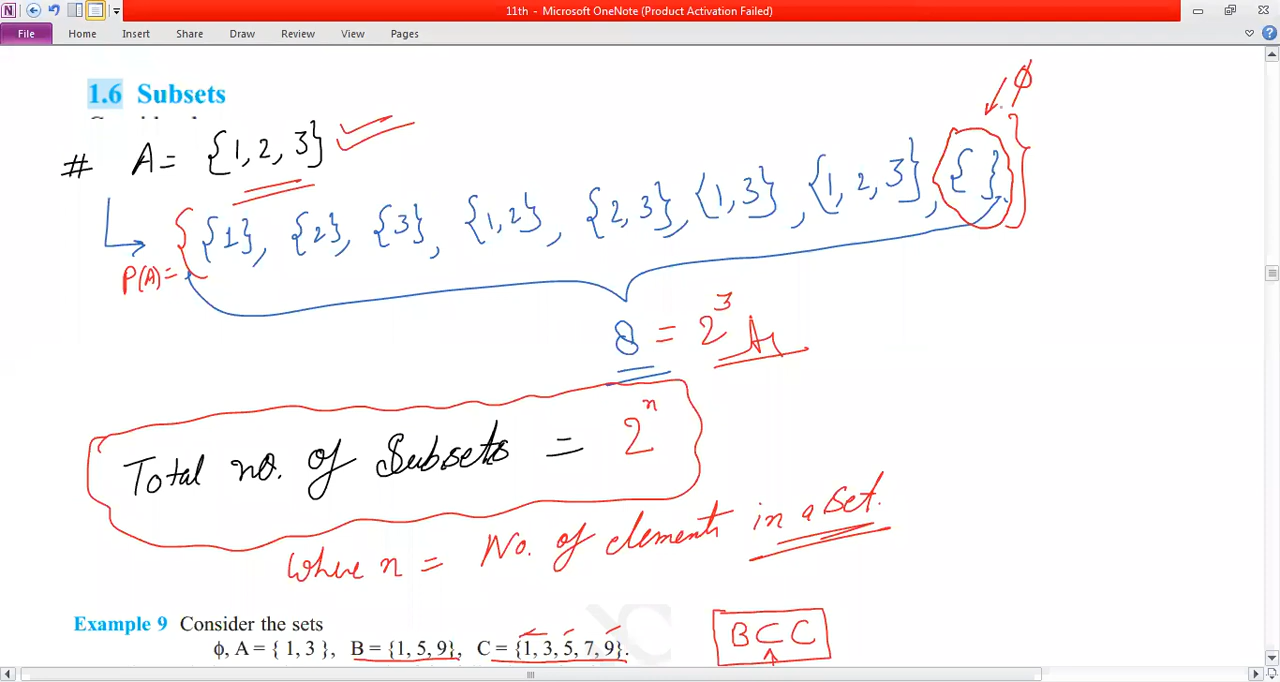 11th - Microsoft OneNote (Product Activation Failed)
File Home Insert Share Draw Review View Pages
1.6 Subsets
# A = {1, 2, 3}
ϕ
P(A) = { {1}, {2}, {3}, {1,2}, {2,3}, {1,3}, {1, 2, 3}, { } }
8 = 2³
Total no. of Subsets = 2ⁿ
where n = No. of elements in a set.
Example 9 Consider the sets
ϕ, A = { 1, 3 }, B = {1, 5, 9}, C = {1, 3, 5, 7, 9}.
B ⊂ C